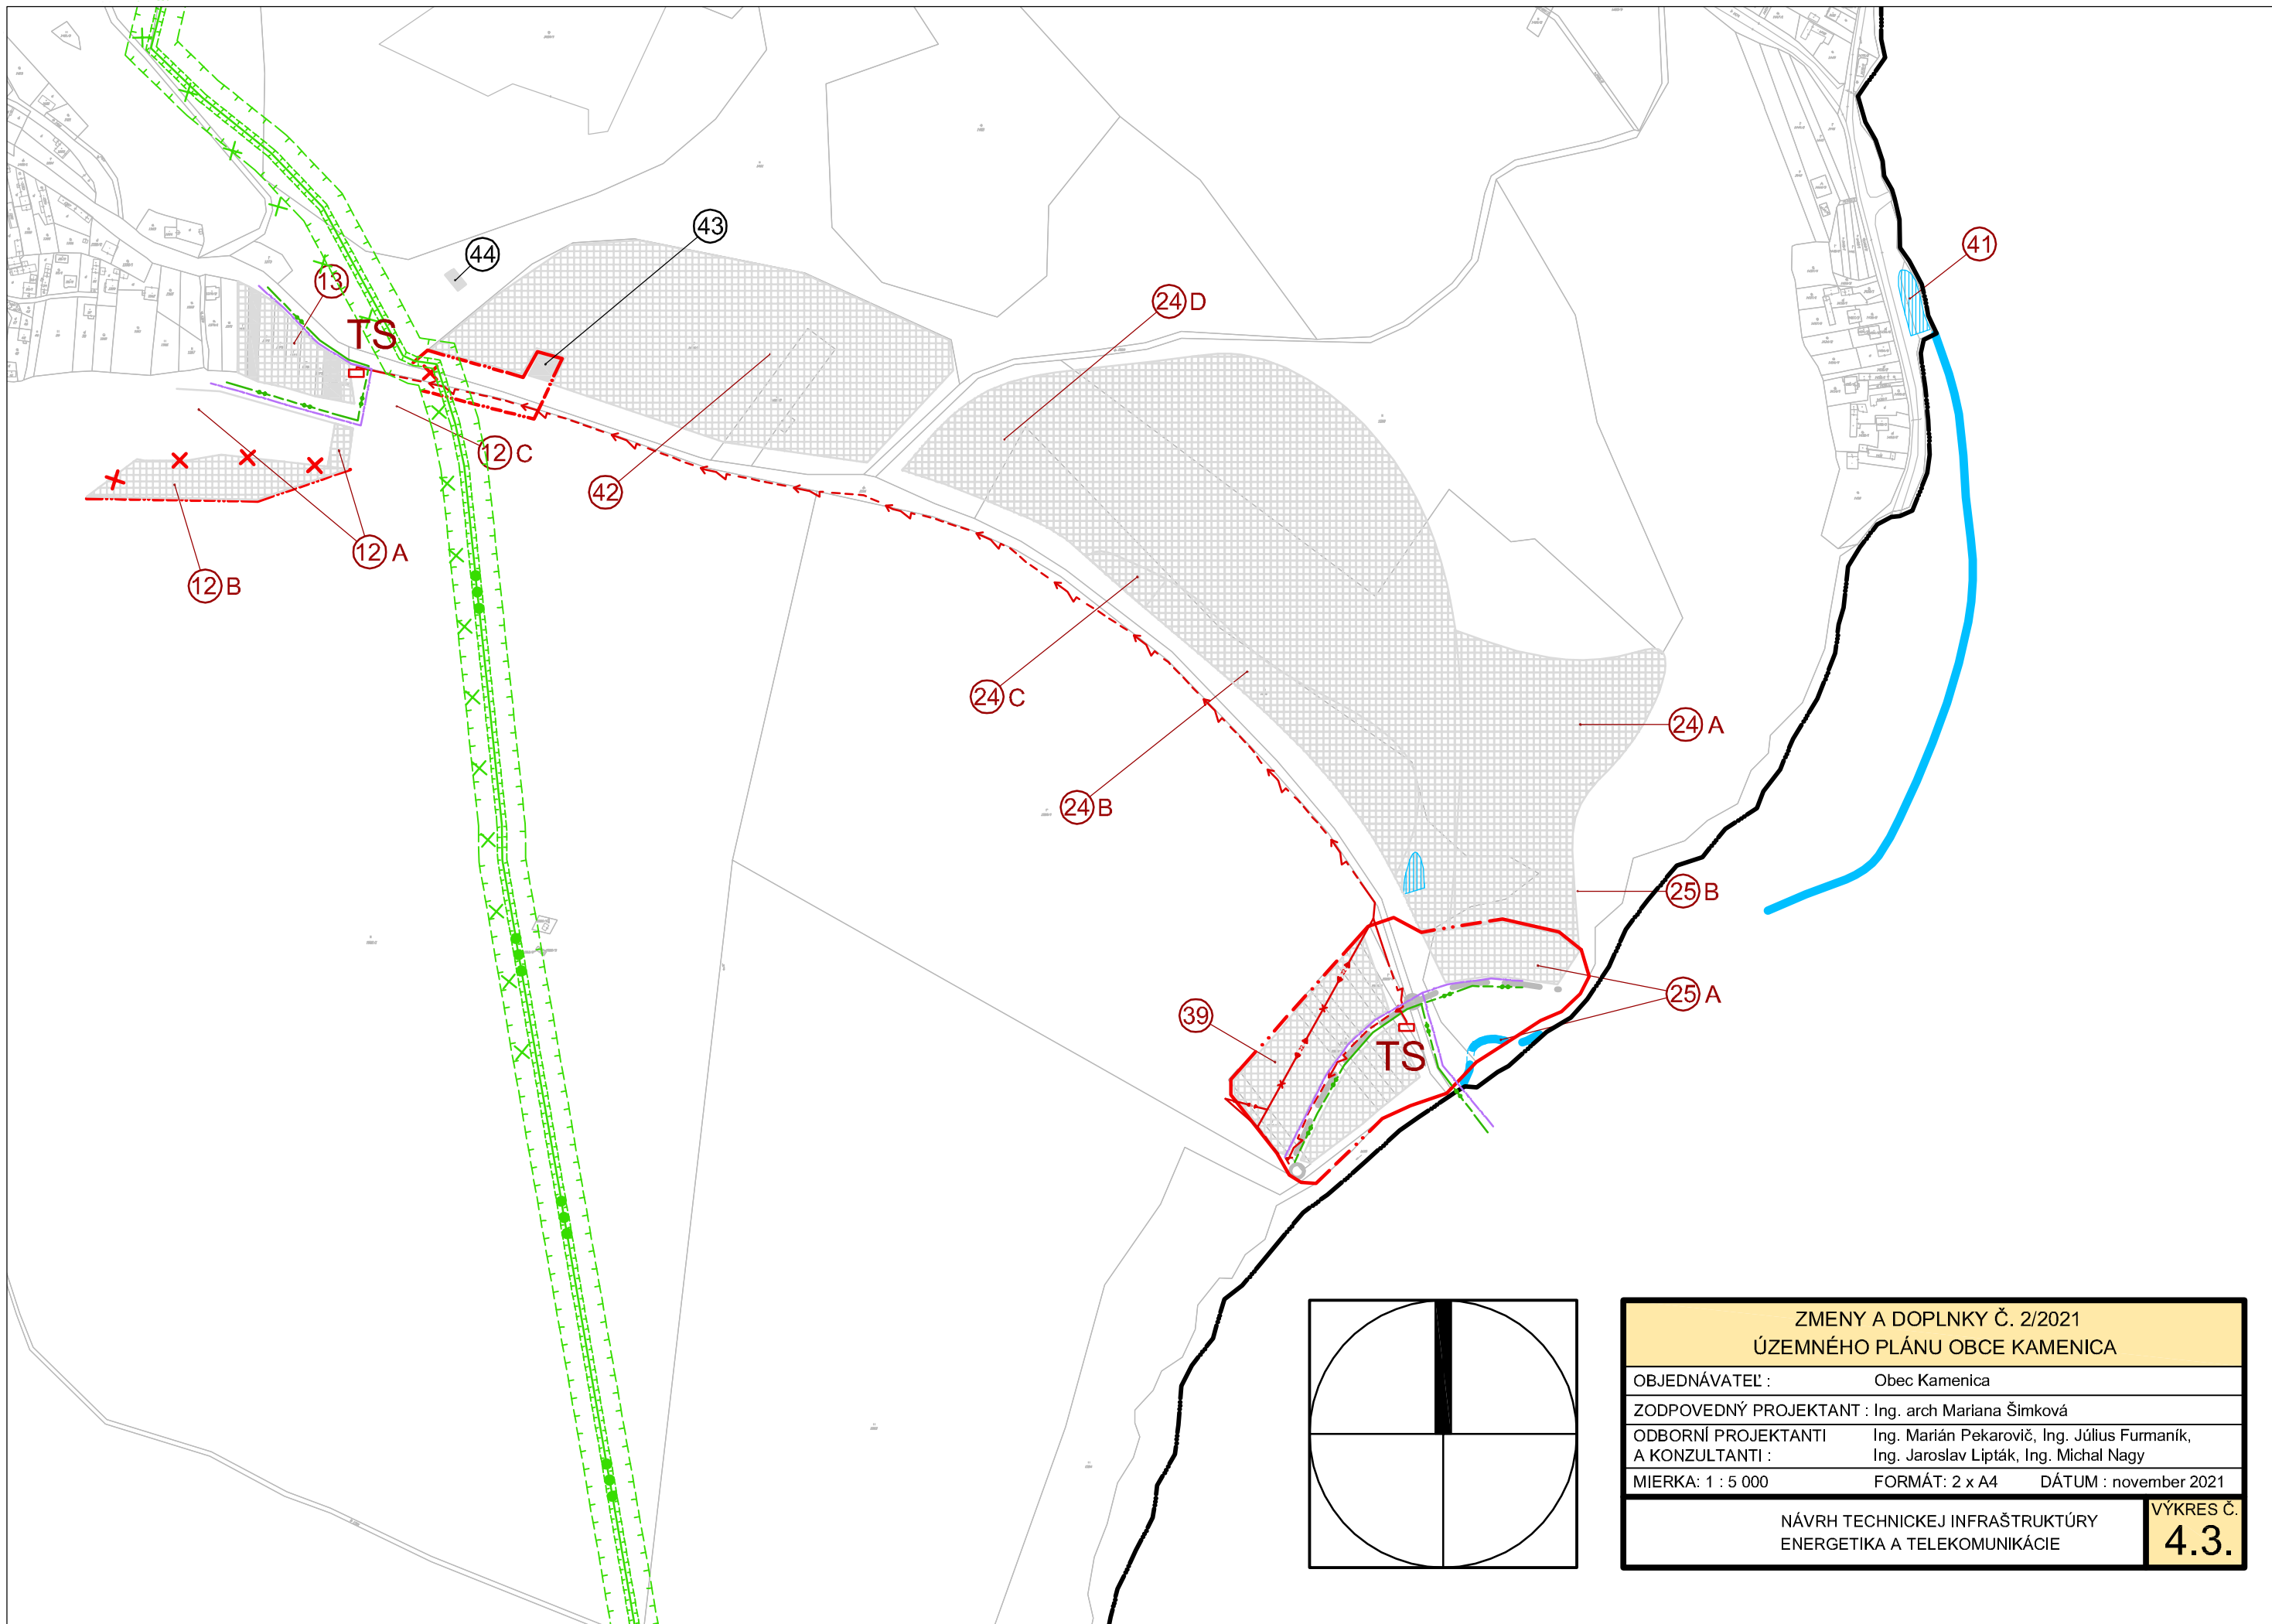 44
43
41
13
TS
24 D
12 C
42
12 A
12 B
24 C
24 A
24 B
25 B
25 A
39
TS
ZMENY A DOPLNKY Č. 2/2021
ÚZEMNÉHO PLÁNU OBCE KAMENICA
OBJEDNÁVATEĽ : Obec Kamenica
ZODPOVEDNÝ PROJEKTANT : Ing. arch Mariana Šimková
ODBORNÍ PROJEKTANTI Ing. Marián Pekarovič, Ing. Július Furmaník,
A KONZULTANTI : Ing. Jaroslav Lipták, Ing. Michal Nagy
MIERKA: 1 : 5 000 FORMÁT: 2 x A4 DÁTUM : november 2021
NÁVRH TECHNICKEJ INFRAŠTRUKTÚRY
ENERGETIKA A TELEKOMUNIKÁCIE
VÝKRES Č.
4.3.